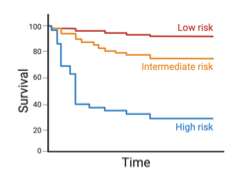 100
Low risk
80
Intermediate risk
60
40
High risk
20
0
Survival
Time